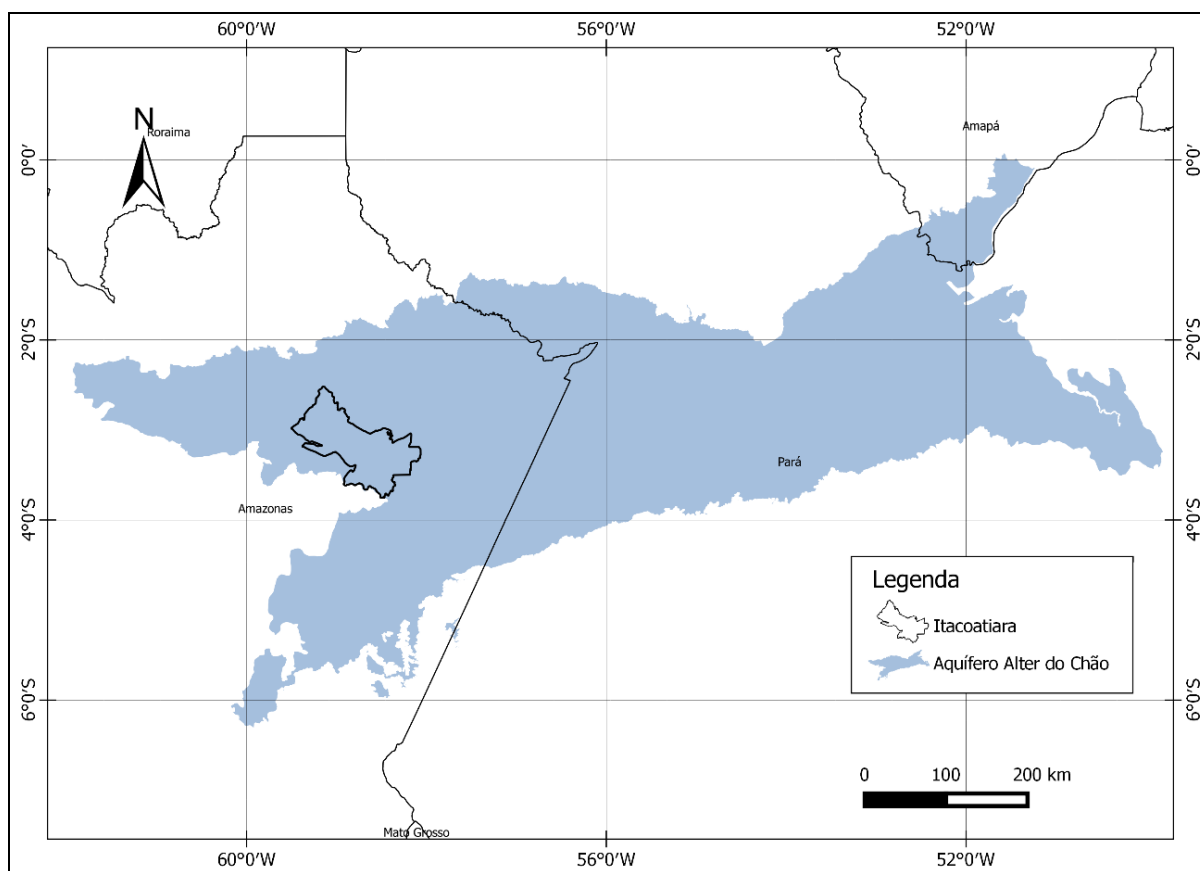 60°0'W 56°0'W 52°0'W
N
Roraima
Amapá
0°0' 0°0'
2°0'S 2°0'S
Pará
Amazonas
4°0'S 4°0'S
Legenda
Itacoatiara
Aquífero Alter do Chão
6°0'S 6°0'S
0 100 200 km
Mato Grosso
60°0'W 56°0'W 52°0'W